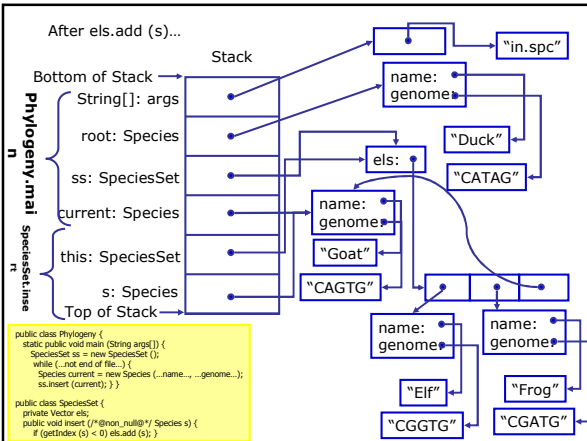 After els.add (s)…
Stack
Bottom of Stack
String[]: args
root: Species
ss: SpeciesSet
current: Species
this: SpeciesSet
s: Species
Top of Stack
Phylogeny.mai
n
SpeciesSet.inse
rt
“in.spc”
name:
genome:
“Duck”
“CATAG”
els:
name:
genome:
“Goat”
“CAGTG”
name:
genome:
“Elf”
“CGGTG”
name:
genome:
“Frog”
“CGATG”
public class Phylogeny {
static public void main (String args[]) {
SpeciesSet ss = new SpeciesSet ();
while (…not end of file…) {
Species current = new Species (…name…, …genome…);
ss.insert (current); } }
public class SpeciesSet {
private Vector els;
public void insert (/*@non_null@*/ Species s) {
if (getIndex (s) < 0) els.add (s); }